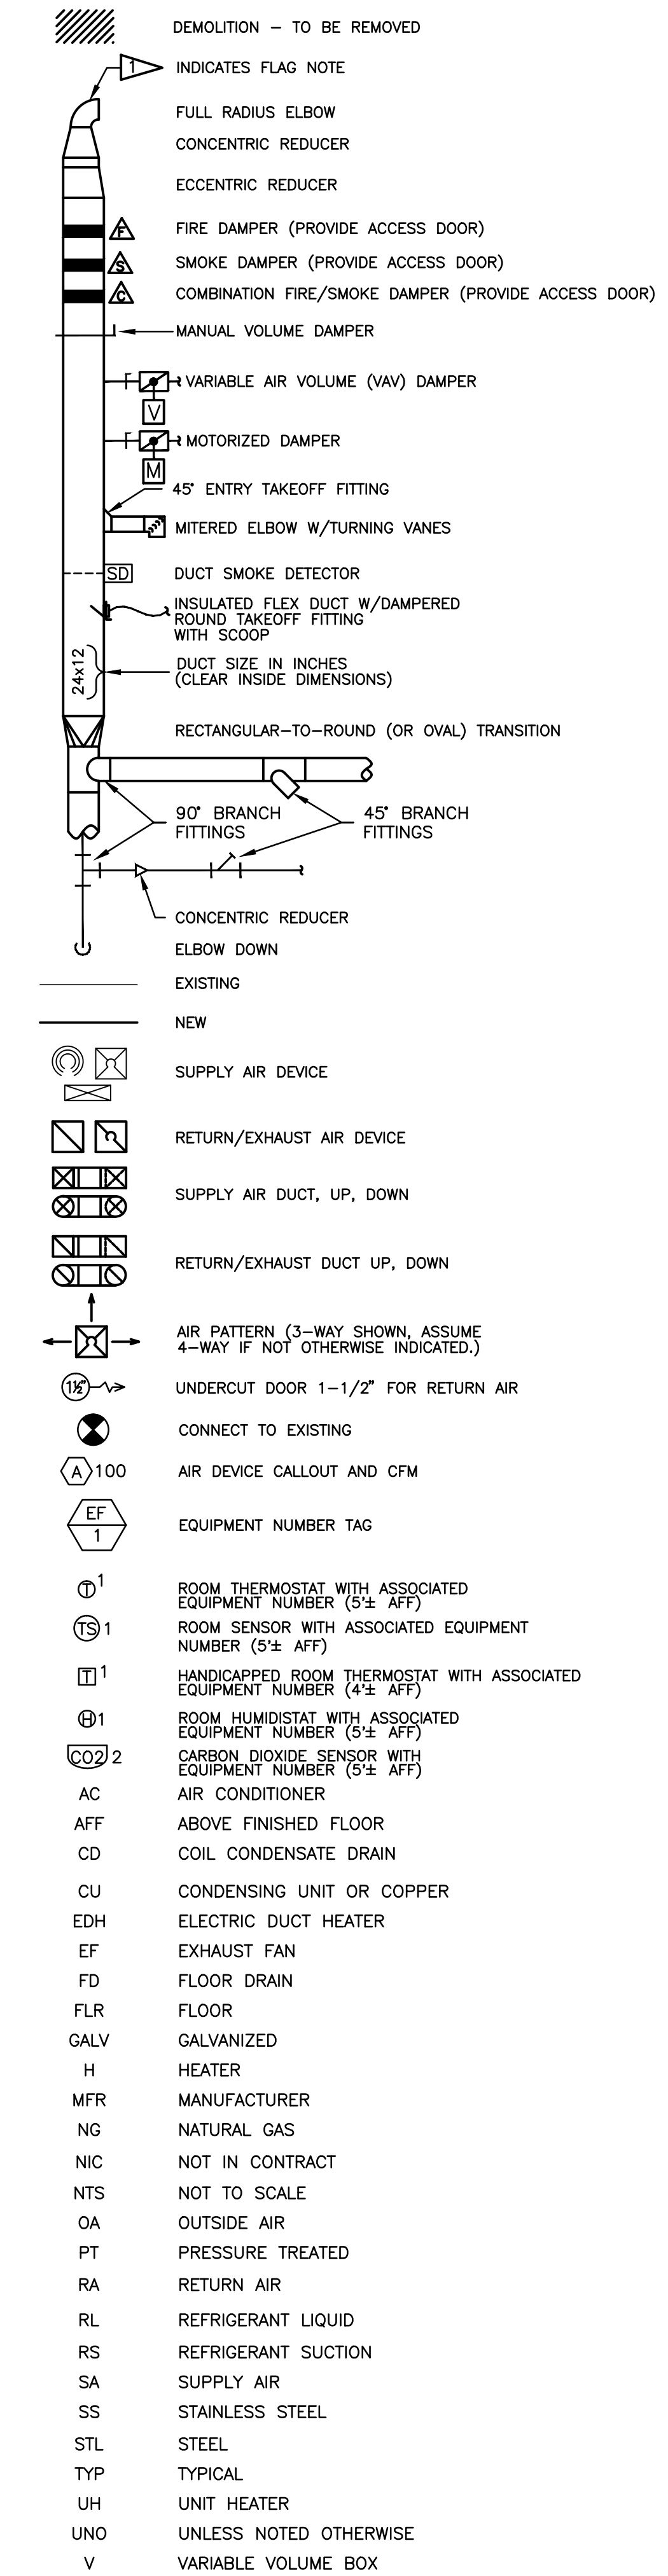 DEMOLITION - TO BE REMOVED
1 INDICATES FLAG NOTE
FULL RADIUS ELBOW
CONCENTRIC REDUCER
ECCENTRIC REDUCER
F FIRE DAMPER (PROVIDE ACCESS DOOR)
S SMOKE DAMPER (PROVIDE ACCESS DOOR)
C COMBINATION FIRE/SMOKE DAMPER (PROVIDE ACCESS DOOR)
MANUAL VOLUME DAMPER
VARIABLE AIR VOLUME (VAV) DAMPER
V
MOTORIZED DAMPER
M
45° ENTRY TAKEOFF FITTING
MITERED ELBOW W/TURNING VANES
SD DUCT SMOKE DETECTOR
INSULATED FLEX DUCT W/DAMPERED
ROUND TAKEOFF FITTING
WITH SCOOP
24x12
DUCT SIZE IN INCHES
(CLEAR INSIDE DIMENSIONS)
RECTANGULAR-TO-ROUND (OR OVAL) TRANSITION
90° BRANCH
FITTINGS
45° BRANCH
FITTINGS
CONCENTRIC REDUCER
ELBOW DOWN
EXISTING
NEW
SUPPLY AIR DEVICE
RETURN/EXHAUST AIR DEVICE
SUPPLY AIR DUCT, UP, DOWN
RETURN/EXHAUST DUCT UP, DOWN
AIR PATTERN (3-WAY SHOWN, ASSUME
4-WAY IF NOT OTHERWISE INDICATED.)
1½" UNDERCUT DOOR 1-1/2" FOR RETURN AIR
CONNECT TO EXISTING
A 100 AIR DEVICE CALLOUT AND CFM
EF
1
EQUIPMENT NUMBER TAG
T 1 ROOM THERMOSTAT WITH ASSOCIATED
EQUIPMENT NUMBER (5'± AFF)
TS 1 ROOM SENSOR WITH ASSOCIATED EQUIPMENT
NUMBER (5'± AFF)
T 1 HANDICAPPED ROOM THERMOSTAT WITH ASSOCIATED
EQUIPMENT NUMBER (4'± AFF)
H 1 ROOM HUMIDISTAT WITH ASSOCIATED
EQUIPMENT NUMBER (5'± AFF)
CO2 2 CARBON DIOXIDE SENSOR WITH
EQUIPMENT NUMBER (5'± AFF)
AC AIR CONDITIONER
AFF ABOVE FINISHED FLOOR
CD COIL CONDENSATE DRAIN
CU CONDENSING UNIT OR COPPER
EDH ELECTRIC DUCT HEATER
EF EXHAUST FAN
FD FLOOR DRAIN
FLR FLOOR
GALV GALVANIZED
H HEATER
MFR MANUFACTURER
NG NATURAL GAS
NIC NOT IN CONTRACT
NTS NOT TO SCALE
OA OUTSIDE AIR
PT PRESSURE TREATED
RA RETURN AIR
RL REFRIGERANT LIQUID
RS REFRIGERANT SUCTION
SA SUPPLY AIR
SS STAINLESS STEEL
STL STEEL
TYP TYPICAL
UH UNIT HEATER
UNO UNLESS NOTED OTHERWISE
V VARIABLE VOLUME BOX